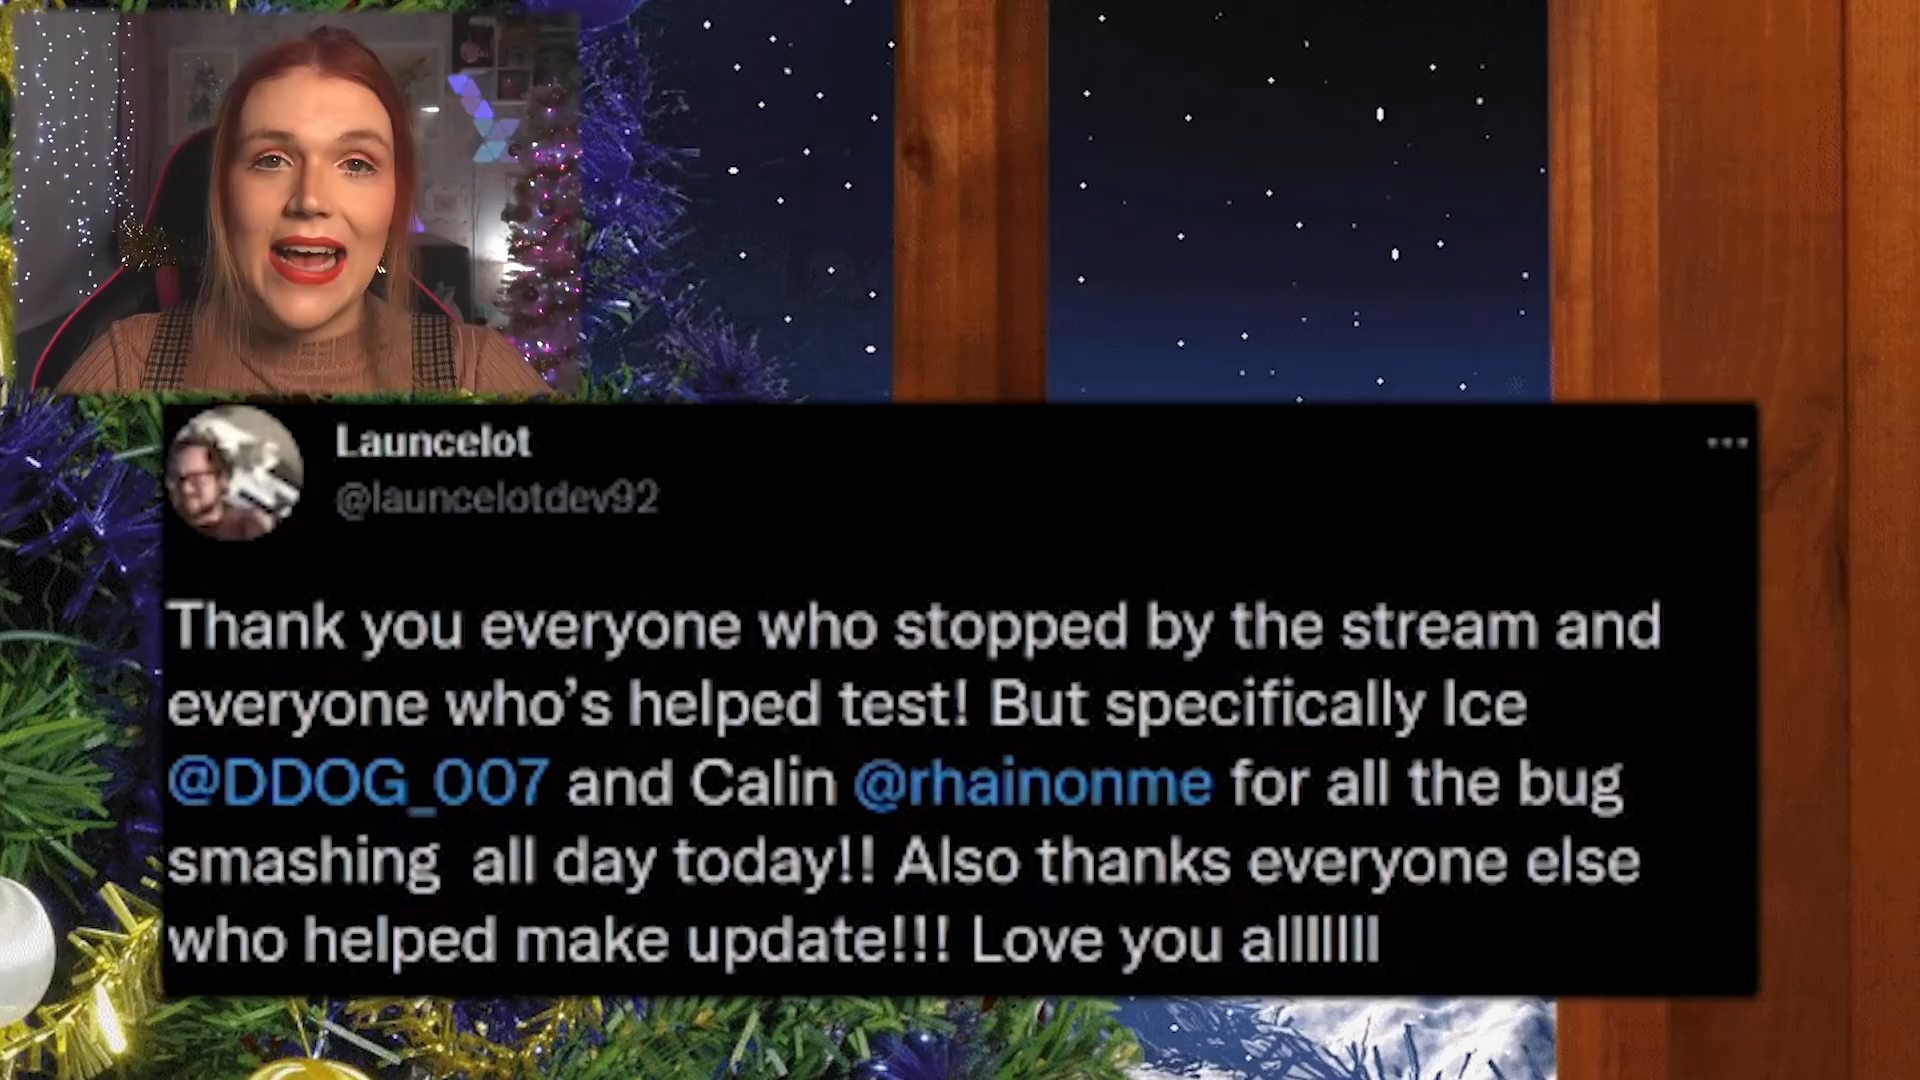 Launcelot
@launcelotdev92
Thank you everyone who stopped by the stream and
everyone who’s helped test! But specifically Ice
@DDOG_007 and Calin @rhainonme for all the bug
smashing  all day today!! Also thanks everyone else
who helped make update!!! Love you alllllll